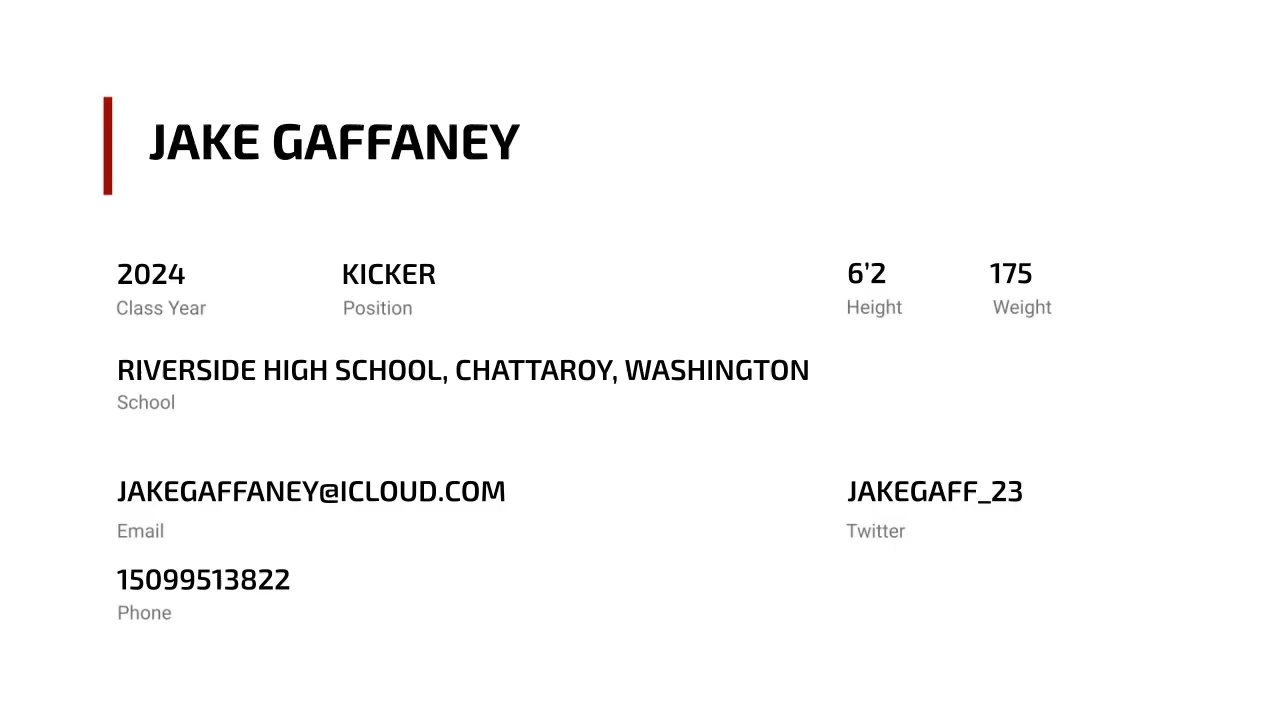 JAKE GAFFANEY
2024 KICKER 6'2 175
Class Year Position Height Weight
RIVERSIDE HIGH SCHOOL, CHATTAROY, WASHINGTON
School
JAKEGAFFANEY@ICLOUD.COM JAKEGAFF_23
Email Twitter
15099513822
Phone